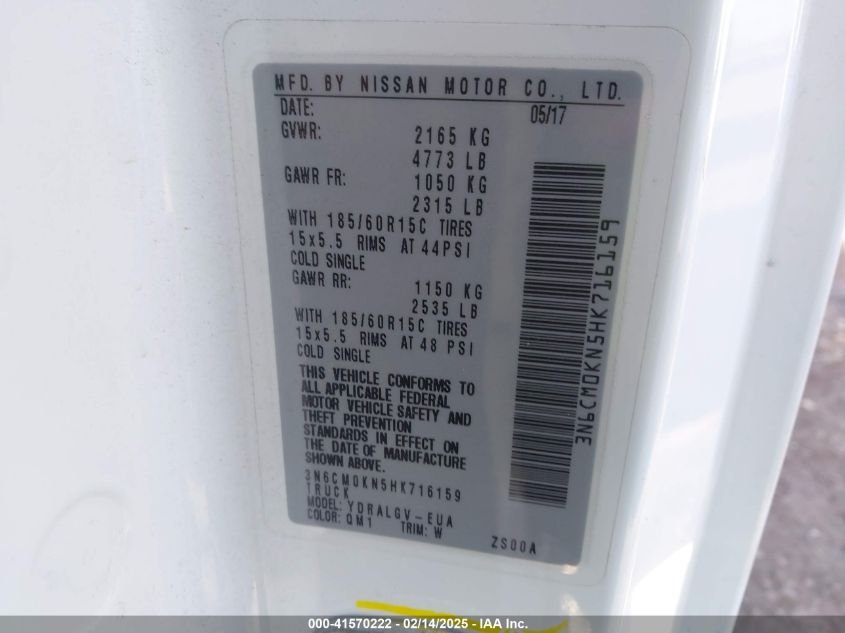 MFD. BY NISSAN MOTOR CO., LTD.
DATE: 05/17
GVWR: 2165 KG
4773 LB
GAWR FR: 1050 KG
2315 LB
WITH 185/60R15C TIRES
15x5.5 RIMS AT 44PSI
COLD SINGLE
GAWR RR: 1150 KG
2535 LB
WITH 185/60R15C TIRES
15x5.5 RIMS AT 48 PSI
COLD SINGLE
THIS VEHICLE CONFORMS TO
ALL APPLICABLE FEDERAL
MOTOR VEHICLE SAFETY AND
THEFT PREVENTION
STANDARDS IN EFFECT ON
THE DATE OF MANUFACTURE
SHOWN ABOVE.
3N6CM0KN5HK716159
TRUCK
MODEL: YDRALGV-EUA
COLOR: QM1 TRIM: W
ZS00A
3N6CM0KN5HK716159
000-41570222 - 02/14/2025 - IAA Inc.